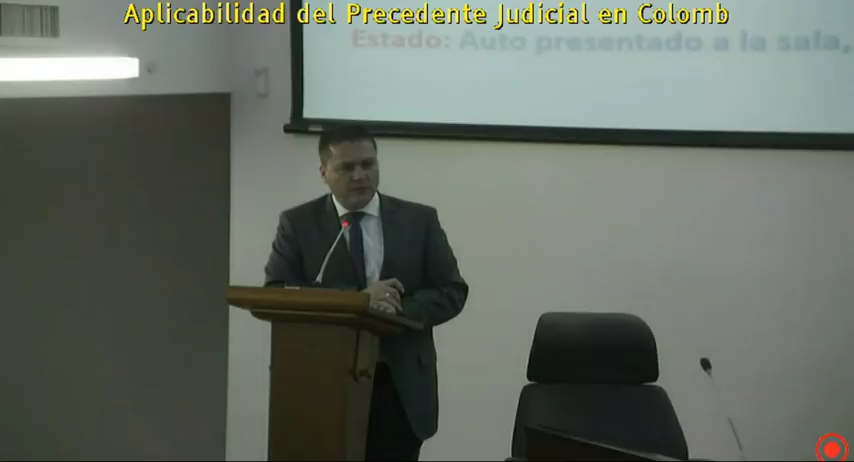 Aplicabilidad del Precedente Judicial en Colomb
Estado: Auto presentado a la sala,